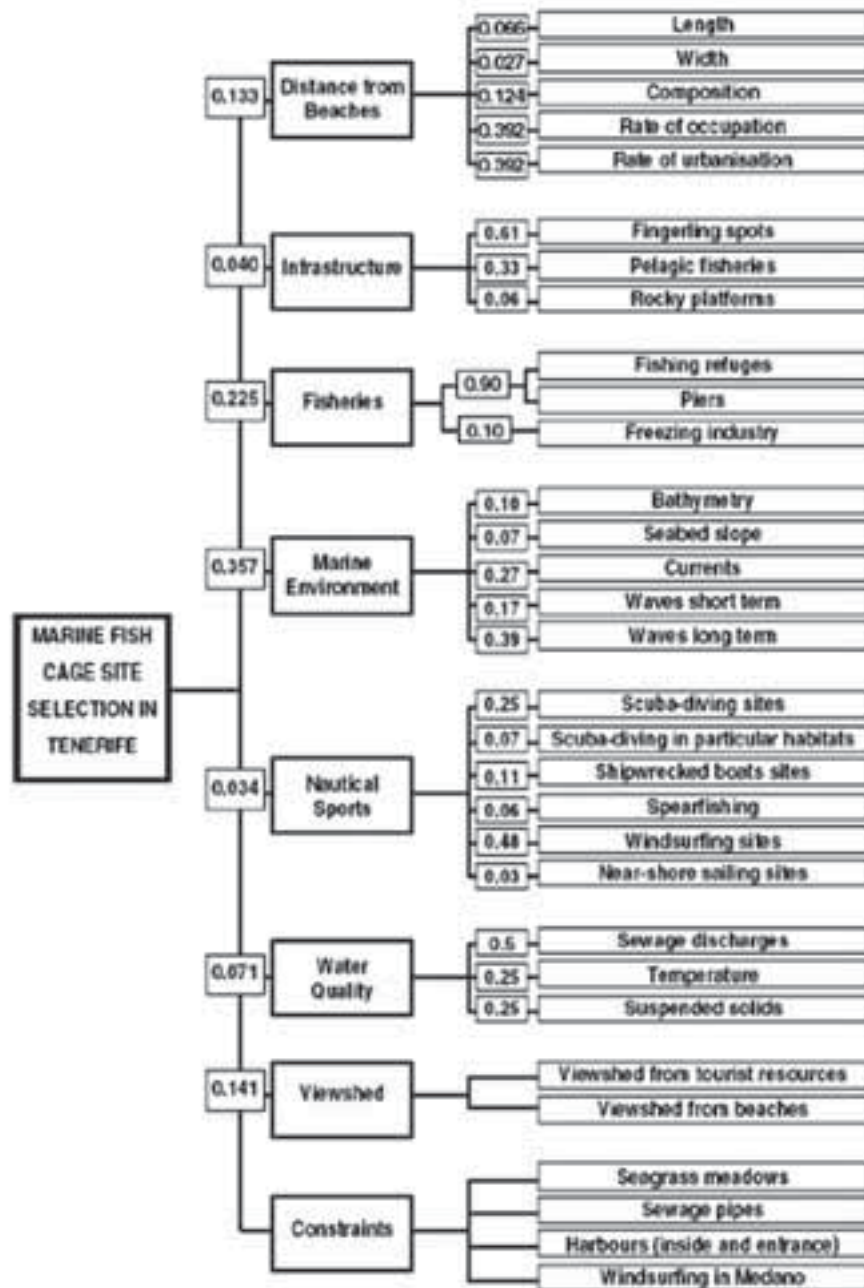 MARINE FISH
CAGE SITE
SELECTION IN
TENERIFE
0.133
Distance from
Beaches
0.066
Length
0.027
Width
0.124
Composition
0.392
Rate of occupation
0.392
Rate of urbanisation
0.040
Infrastructure
0.61
Fingerling spots
0.33
Pelagic fisheries
0.06
Rocky platforms
0.225
Fisheries
0.90
Fishing refuges
Piers
0.10
Freezing industry
0.357
Marine
Environment
0.10
Bathymetry
0.07
Seabed slope
0.27
Currents
0.17
Waves short term
0.39
Waves long term
0.034
Nautical
Sports
0.25
Scuba-diving sites
0.07
Scuba-diving in particular habitats
0.11
Shipwrecked boats sites
0.06
Spearfishing
0.48
Windsurfing sites
0.03
Near-shore sailing sites
0.071
Water
Quality
0.5
Sewage discharges
0.25
Temperature
0.25
Suspended solids
0.141
Viewshed
Viewshed from tourist resources
Viewshed from beaches
Constraints
Seagrass meadows
Sewage pipes
Harbours (inside and entrance)
Windsurfing in Medano